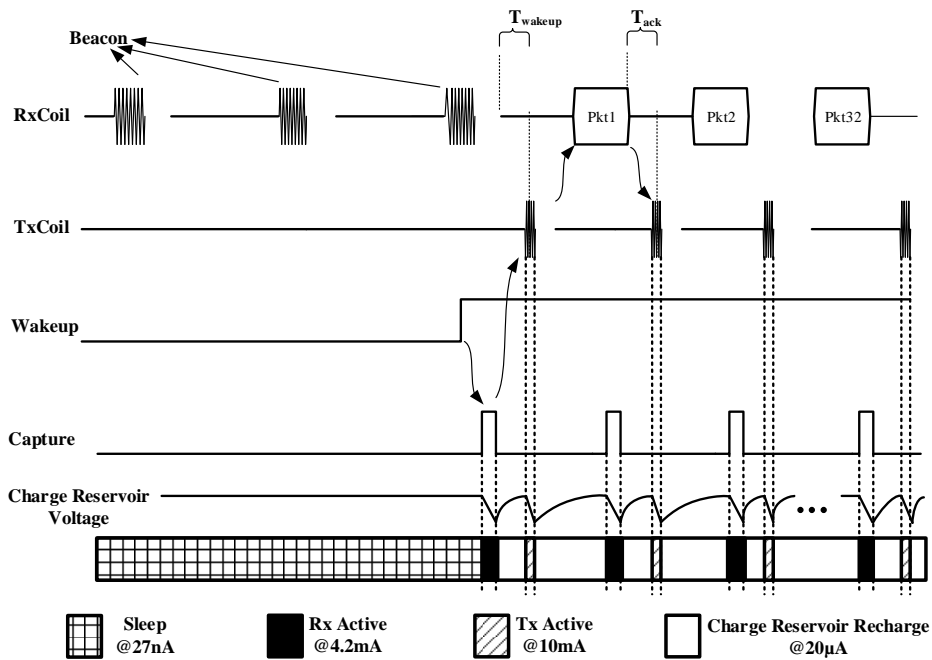 T_wakeup
T_ack
Beacon
RxCoil
Pkt1
Pkt2
Pkt32
TxCoil
Wakeup
Capture
Charge Reservoir
Voltage
Sleep
@27nA
Rx Active
@4.2mA
Tx Active
@10mA
Charge Reservoir Recharge
@20μA